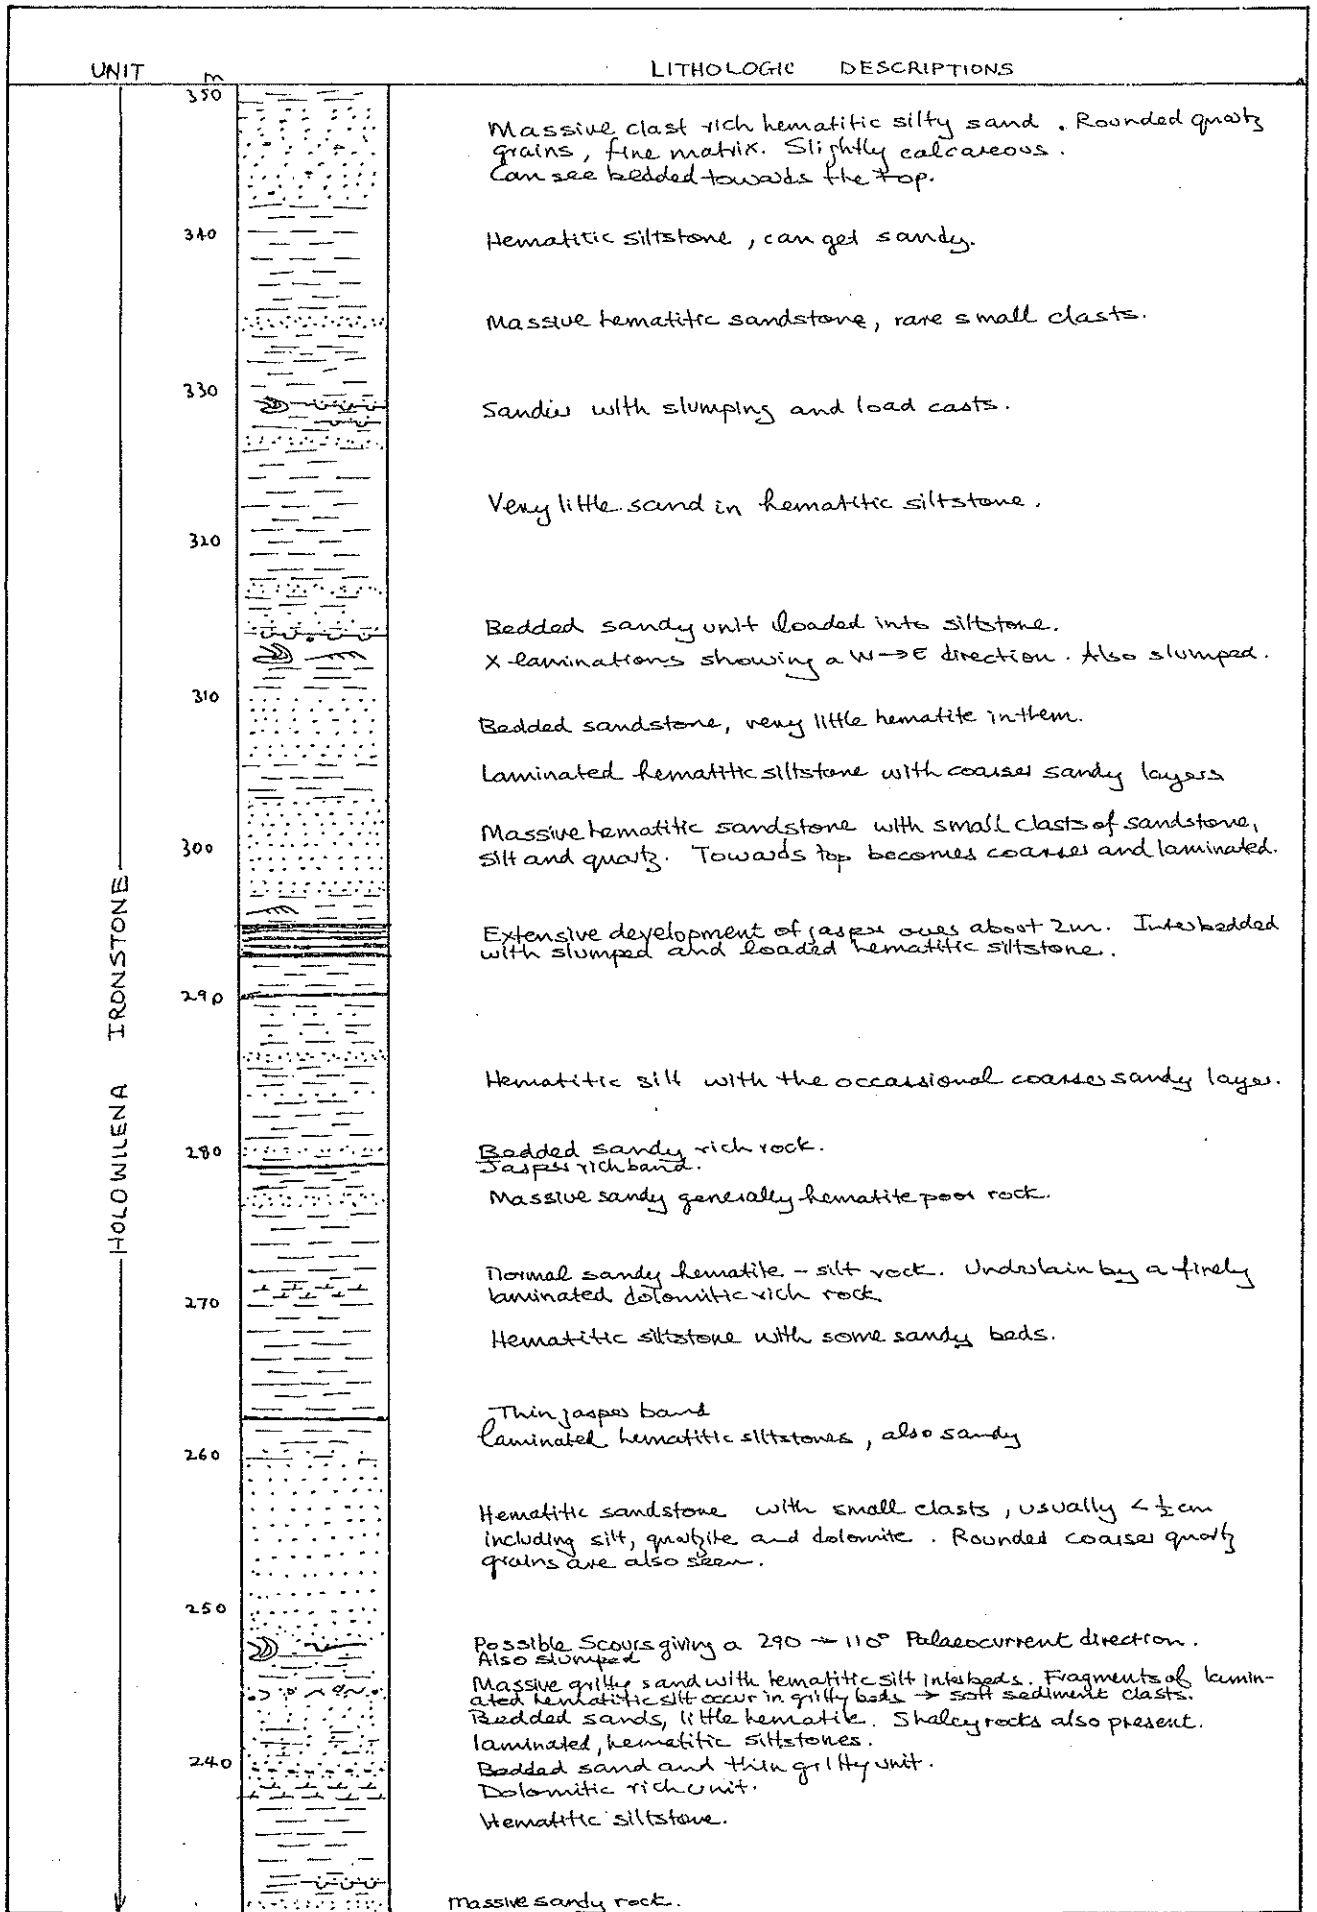 UNIT m LITHOLOGIC DESCRIPTIONS
350
Massive clast rich hematitic silty sand. Rounded quartz
grains, fine matrix. Slightly calcareous.
Can see bedded towards the top.
340
Hematitic siltstone, can get sandy.
Massive hematitic sandstone, rare small clasts.
330
Sandier with slumping and load casts.
Very little sand in hematitic siltstone.
320
Bedded sandy unit loaded into siltstone.
X-laminations showing a W→E direction. Also slumped.
310
Bedded sandstone, very little hematite in them.
Laminated hematitic siltstone with coarser sandy layers
Massive hematitic sandstone with small clasts of sandstone,
300
silt and quartz. Towards top becomes coarser and laminated.
Extensive development of jasper over about 2m. Interbedded
with slumped and loaded hematitic siltstone.
290
HOLOWILENA IRONSTONE
Hematitic silt with the occassional coarser sandy layer.
280
Bedded sandy rich rock.
Jasper rich band.
Massive sandy generally hematite poor rock.
Normal sandy hematite - silt rock. Underlain by a finely
laminated dolomitic rich rock
270
Hematitic siltstone with some sandy beds.
Thin jasper band
laminated hematitic siltstones, also sandy
260
Hematitic sandstone with small clasts, usually < ½ cm
including silt, quartzite and dolomite. Rounded coarser quartz
grains are also seen.
250
Possible Scours giving a 290 → 110° Palaeocurrent direction.
Also slumped
Massive gritty sand with hematitic silt interbeds. Fragments of lamin-
ated hematitic silt occur in gritty beds → soft sediment clasts.
Bedded sands, little hematite. Shaley rocks also present.
laminated, hematitic siltstones.
240
Bedded sand and thin gritty unit.
Dolomitic rich unit.
Hematitic siltstone.
Massive sandy rock.